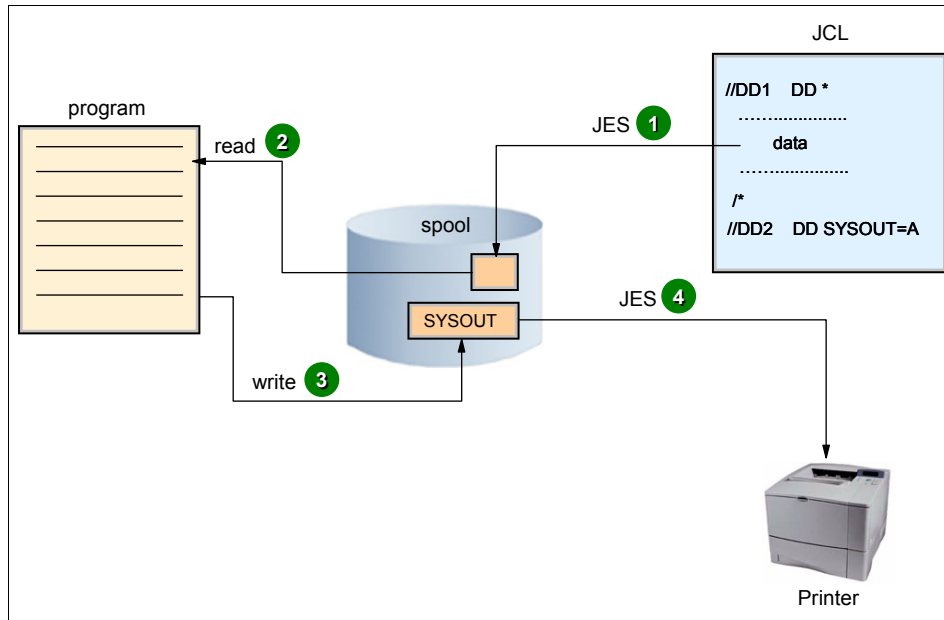 JCL
//DD1 DD *
.........................
data
.........................
/*
//DD2 DD SYSOUT=A
program
JES 1
read 2
spool
SYSOUT
JES 4
write 3
Printer